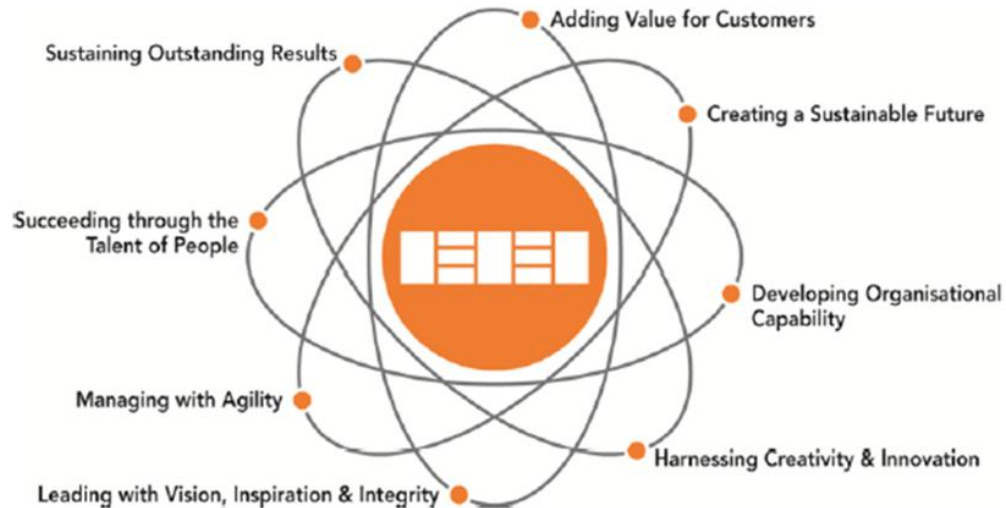 Adding Value for Customers
Sustaining Outstanding Results
Creating a Sustainable Future
Succeeding through the
Talent of People
Developing Organisational
Capability
Managing with Agility
Harnessing Creativity & Innovation
Leading with Vision, Inspiration & Integrity